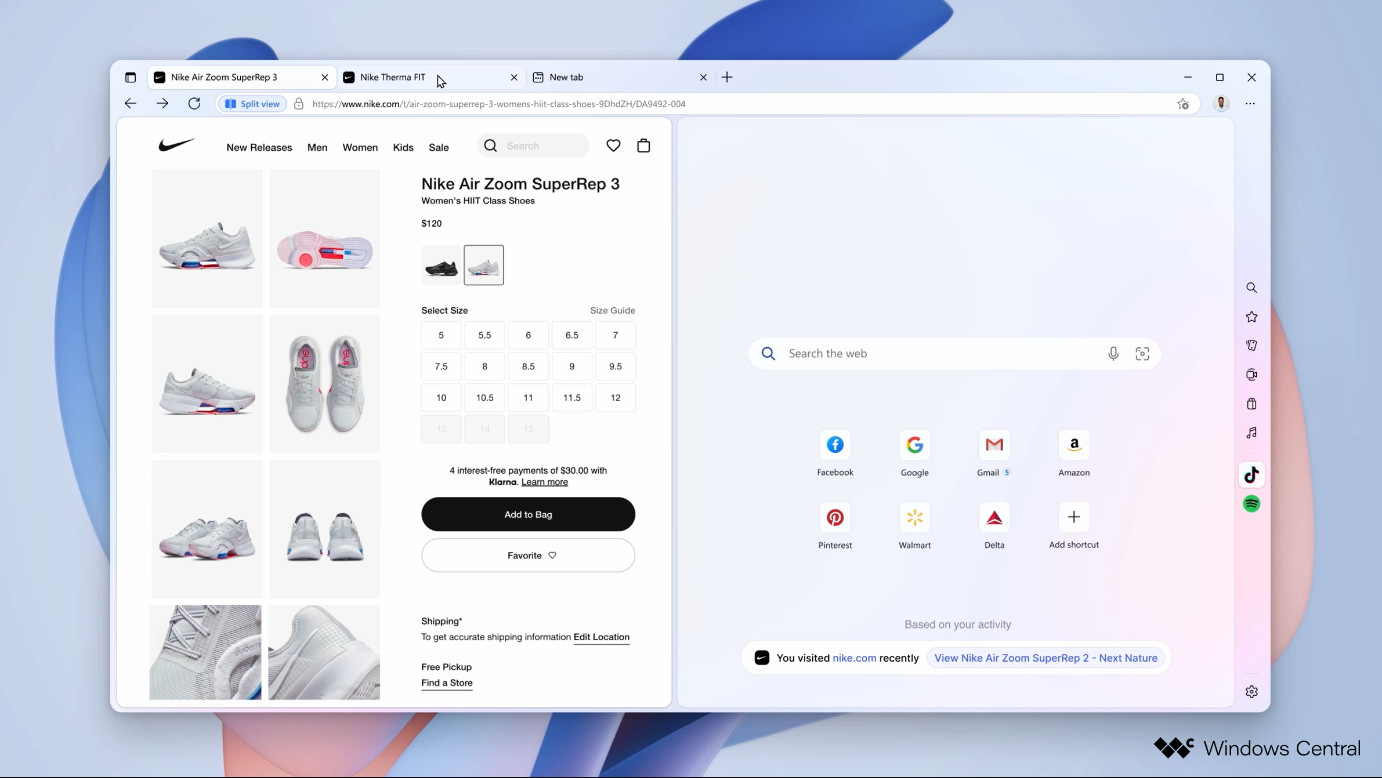 Nike Air Zoom SuperRep 3
Nike Therma FIT
New tab
Split view
https://www.nike.com/t/air-zoom-superrep-3-womens-hiit-class-shoes-9DhdZH/DA9492-004
New Releases Men Women Kids Sale
Search
Nike Air Zoom SuperRep 3
Women's HIIT Class Shoes
$120
Select Size Size Guide
5 5.5 6 6.5 7
7.5 8 8.5 9 9.5
10 10.5 11 11.5 12
13 14 15
4 interest-free payments of $30.00 with
Klarna. Learn more
Add to Bag
Favorite
Shipping*
To get accurate shipping information Edit Location
Free Pickup
Find a Store
Search the web
Facebook Google Gmail 5 Amazon
Pinterest Walmart Delta Add shortcut
Based on your activity
You visited nike.com recently View Nike Air Zoom SuperRep 2 - Next Nature
Windows Central